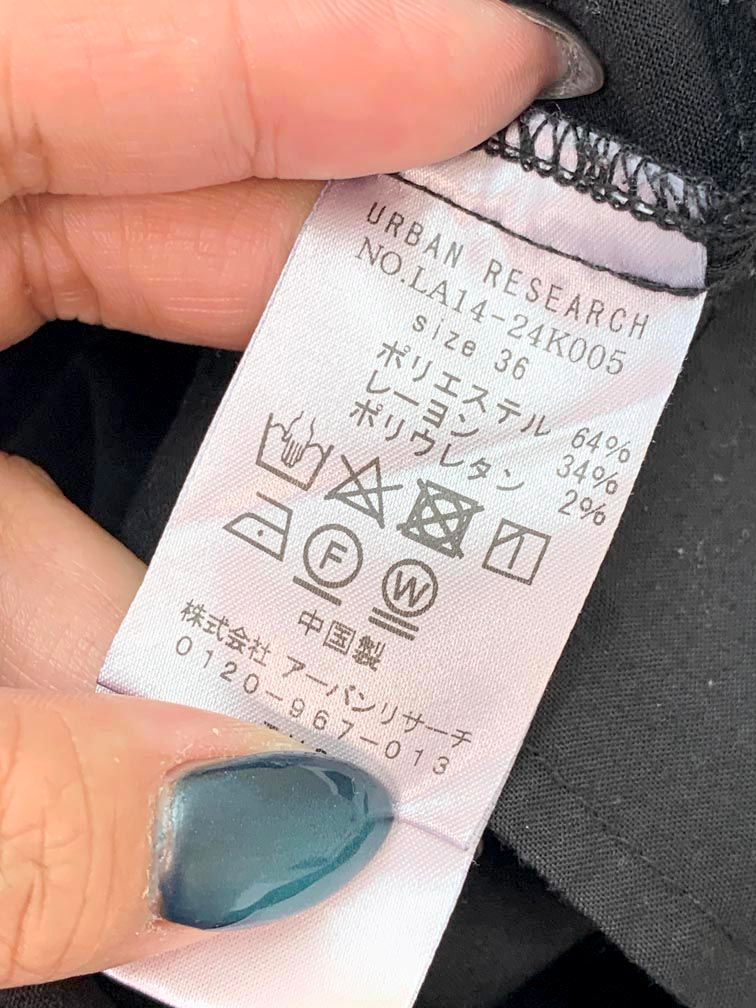 URBAN RESEARCH
NO.LA14-24K005
size 36
ポリエステル 64%
レーヨン 34%
ポリウレタン 2%
F W
中国製
株式会社 アーバンリサーチ
0120-967-013